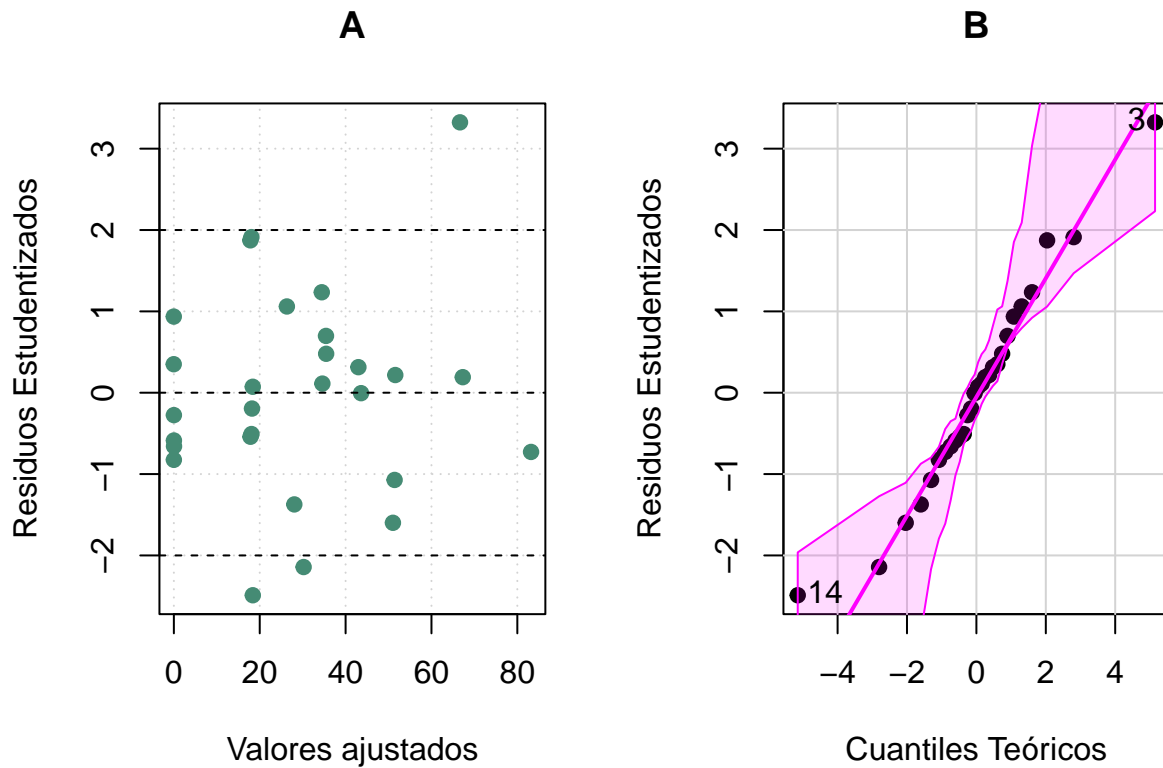 A
Residuos Estudentizados
3
2
1
0
−1
−2
0 20 40 60 80
Valores ajustados
B
Residuos Estudentizados
3
2
1
0
−1
−2
3
14
−4 −2 0 2 4
Cuantiles Teóricos